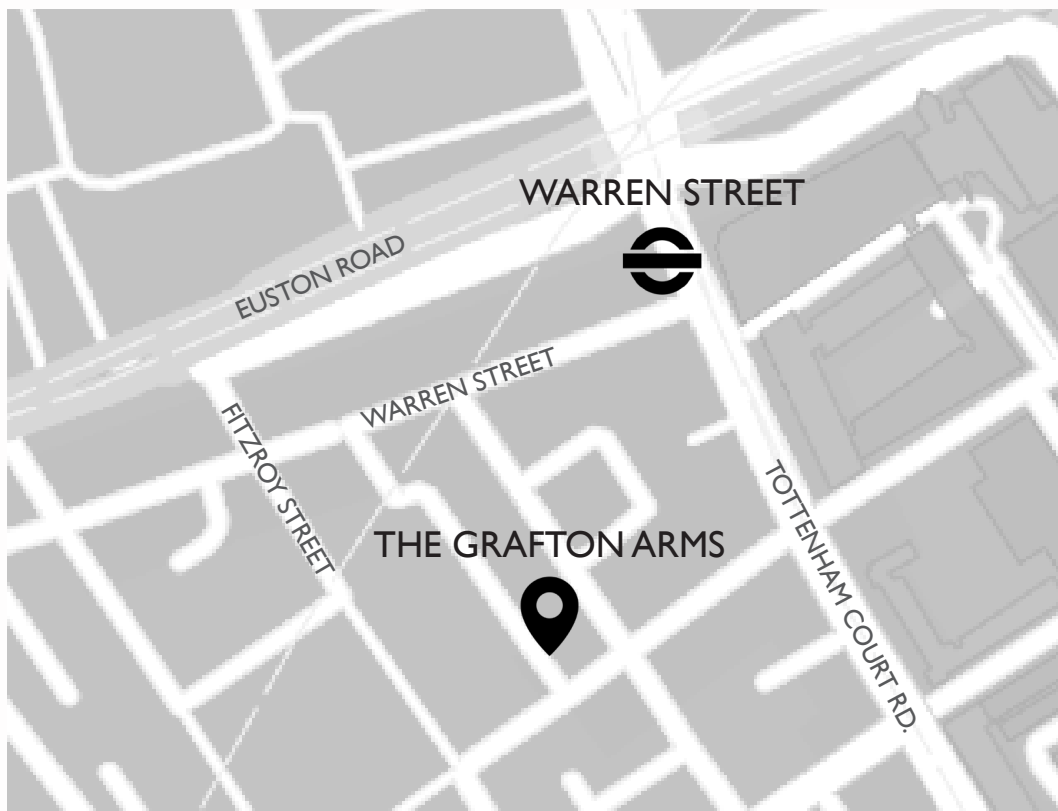 WARREN STREET
EUSTON ROAD
WARREN STREET
FITZROY STREET
THE GRAFTON ARMS
TOTTENHAM COURT RD.